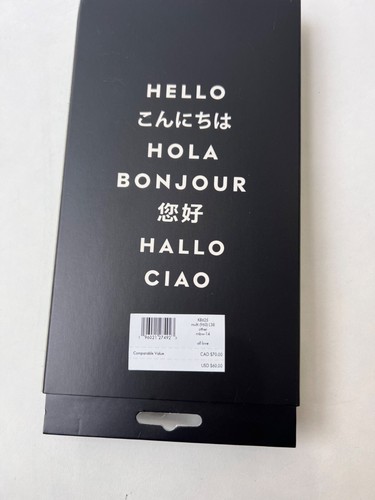 HELLO
こんにちは
HOLA
BONJOUR
您好
HALLO
CIAO
other
Comparable Value
CAD $70.00
USD $60.00